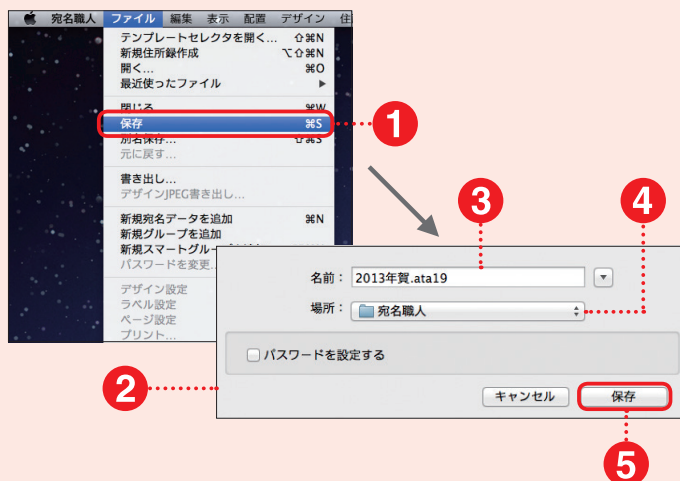 宛名職人 ファイル 編集 表示 配置 デザイン
テンプレートセレクタを開く... ⇧⌘N
新規住所録作成 ⌥⇧⌘N
開く... ⌘O
最近使ったファイル ▶
閉じる ⌘W
保存 ⌘S
別名保存... ⇧⌘S
元に戻す...
書き出し...
デザインJPEG書き出し...
新規宛名データを追加 ⌘N
新規グループを追加
新規スマートグループ
パスワードを変更
デザイン設定
ラベル設定
ページ設定
プリント...
1
3
4
名前： 2013年賀.ata19
場所： 宛名職人
パスワードを設定する
2
キャンセル 保存
5